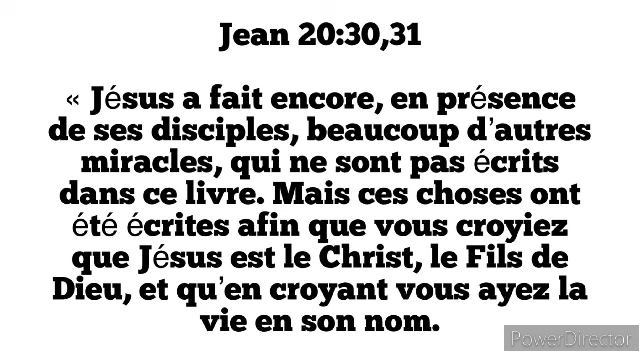 Jean 20:30,31
« Jésus a fait encore, en présence
de ses disciples, beaucoup d'autres
miracles, qui ne sont pas écrits
dans ce livre. Mais ces choses ont
été écrites afin que vous croyiez
que Jésus est le Christ, le Fils de
Dieu, et qu'en croyant vous ayez la
vie en son nom.
PowerDirector